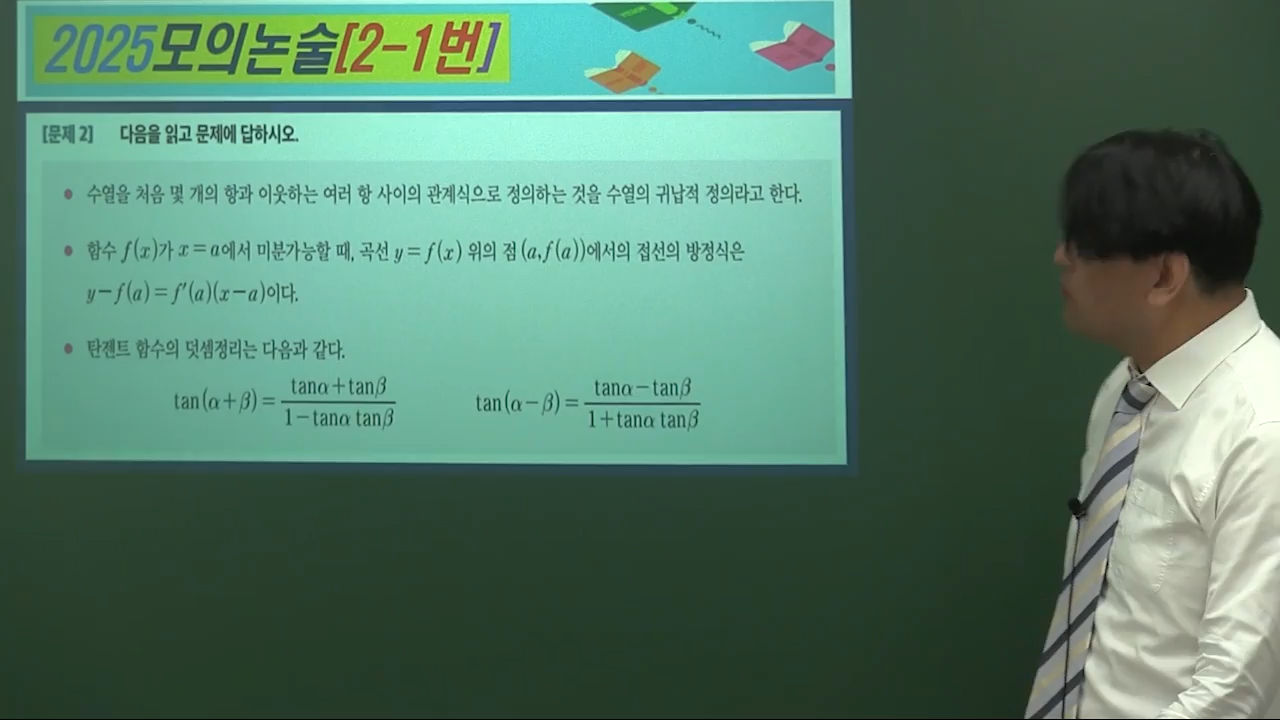 2025모의논술[2-1번]
[문제 2] 다음을 읽고 문제에 답하시오.
● 수열을 처음 몇 개의 항과 이웃하는 여러 항 사이의 관계식으로 정의하는 것을 수열의 귀납적 정의라고 한다.
● 함수 f(x)가 x=a에서 미분가능할 때, 곡선 y=f(x) 위의 점 (a,f(a))에서의 접선의 방정식은
y-f(a)=f′(a)(x-a)이다.
● 탄젠트 함수의 덧셈정리는 다음과 같다.
tan(α+β)=(tanα+tanβ)/(1-tanα tanβ) tan(α-β)=(tanα-tanβ)/(1+tanα tanβ)